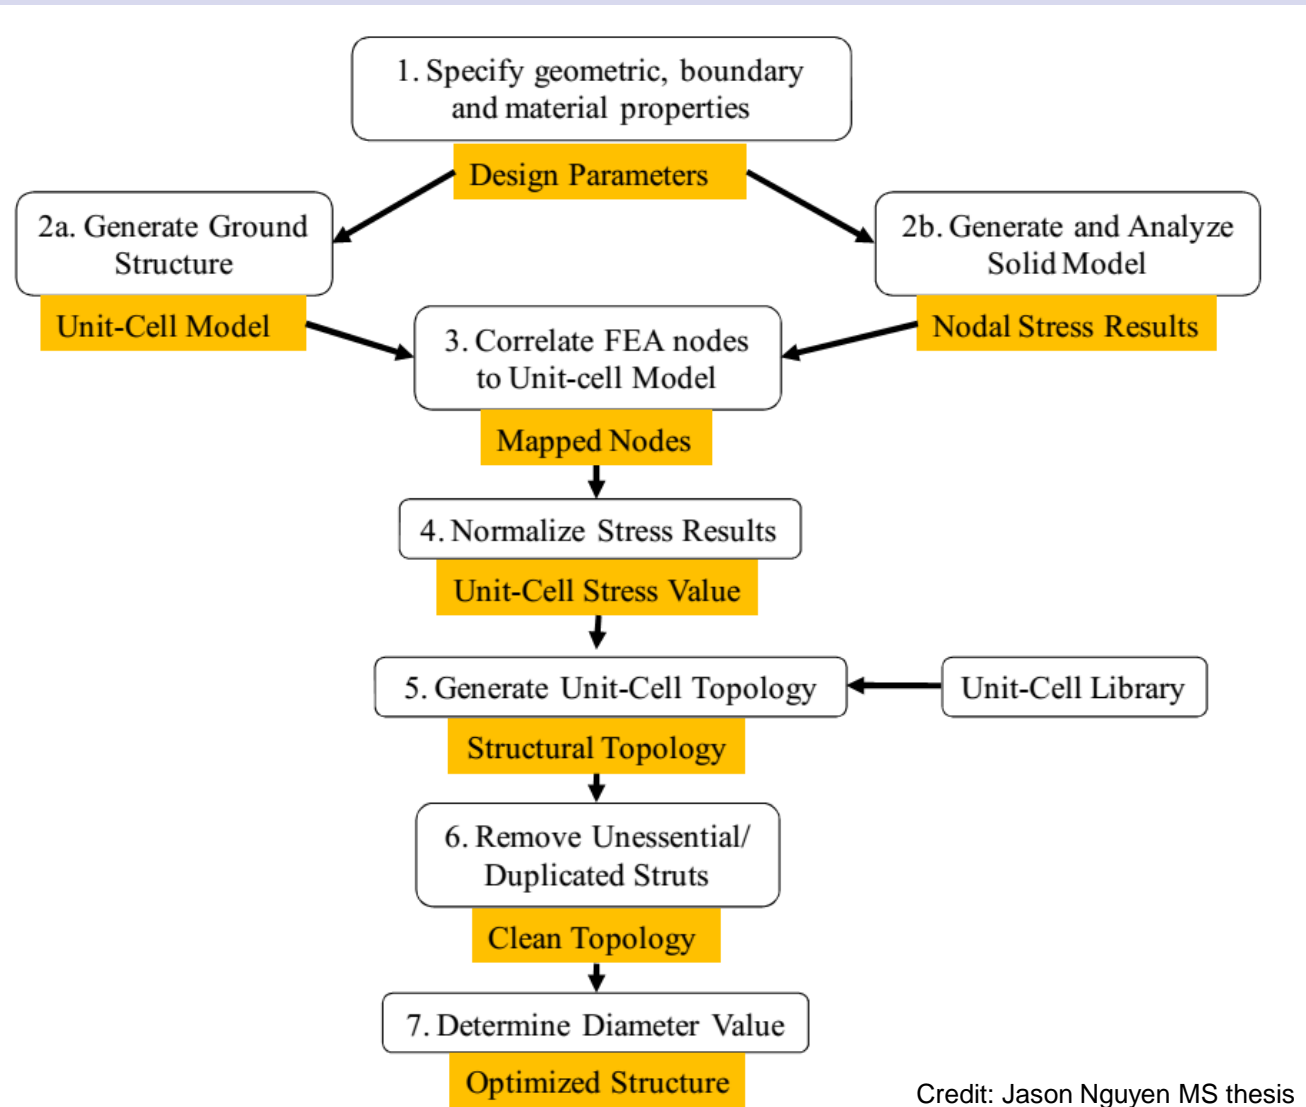 1. Specify geometric, boundary
and material properties
Design Parameters
2a. Generate Ground
Structure
Unit-Cell Model
2b. Generate and Analyze
Solid Model
Nodal Stress Results
3. Correlate FEA nodes
to Unit-cell Model
Mapped Nodes
4. Normalize Stress Results
Unit-Cell Stress Value
5. Generate Unit-Cell Topology
Unit-Cell Library
Structural Topology
6. Remove Unessential/
Duplicated Struts
Clean Topology
7. Determine Diameter Value
Optimized Structure
Credit: Jason Nguyen MS thesis